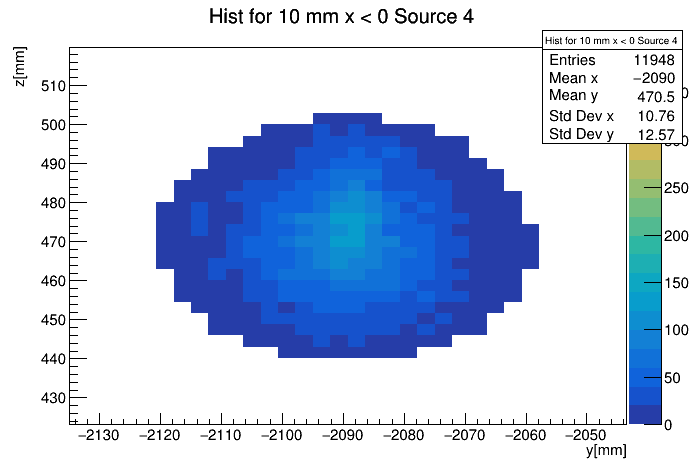 Hist for 10 mm x < 0 Source 4
Hist for 10 mm x < 0 Source 4
Entries 11948
Mean x −2090
Mean y 470.5
Std Dev x 10.76
Std Dev y 12.57
z[mm]
510
500
490
480
470
460
450
440
430
−2130 −2120 −2110 −2100 −2090 −2080 −2070 −2060 −2050
y[mm]
250
200
150
100
50
0